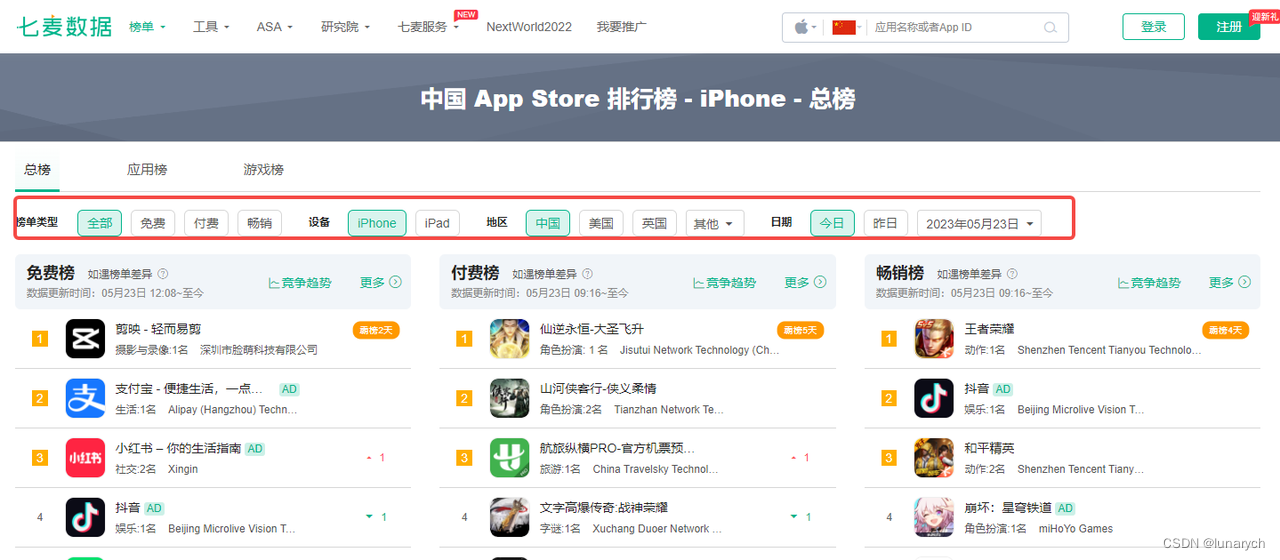 七麦数据 榜单 工具 ASA 研究院 七麦服务 NEW NextWorld2022 我要推广 应用名称或者App ID 登录 注册 迎新礼
中国 App Store 排行榜 - iPhone - 总榜
总榜 应用榜 游戏榜
榜单类型 全部 免费 付费 畅销 设备 iPhone iPad 地区 中国 美国 英国 其他 日期 今日 昨日 2023年05月23日
免费榜 如遇榜单差异 ?
数据更新时间：05月23日 12:08~至今
竞争趋势 更多
1 剪映 - 轻而易剪 霸榜2天
摄影与录像:1名 深圳市脸萌科技有限公司
2 支付宝 - 便捷生活，一点… AD
生活:1名 Alipay (Hangzhou) Techn…
3 小红书 小红书 – 你的生活指南 AD 1
社交:2名 Xingin
4 抖音 AD 1
娱乐:1名 Beijing Microlive Vision T…
付费榜 如遇榜单差异 ?
数据更新时间：05月23日 09:16~至今
竞争趋势 更多
1 仙逆永恒-大圣飞升 霸榜5天
角色扮演: 1 名 Jisutui Network Technology (Ch…
2 山河侠客行-侠义柔情
角色扮演:2名 Tianzhan Network Te…
3 航旅纵横PRO-官方机票预… 1
旅游:1名 China Travelsky Technol…
4 文字高爆传奇:战神荣耀 1
字谜:1名 Xuchang Duoer Network …
畅销榜 如遇榜单差异 ?
数据更新时间：05月23日 09:16~至今
竞争趋势 更多
1 王者荣耀 霸榜4天
动作:1名 Shenzhen Tencent Tianyou Technolo…
2 抖音 AD
娱乐:1名 Beijing Microlive Vision T…
3 和平精英
动作:2名 Shenzhen Tencent Tiany…
4 崩坏：星穹铁道 AD
角色扮演:1名 miHoYo Games
CSDN @lunarych